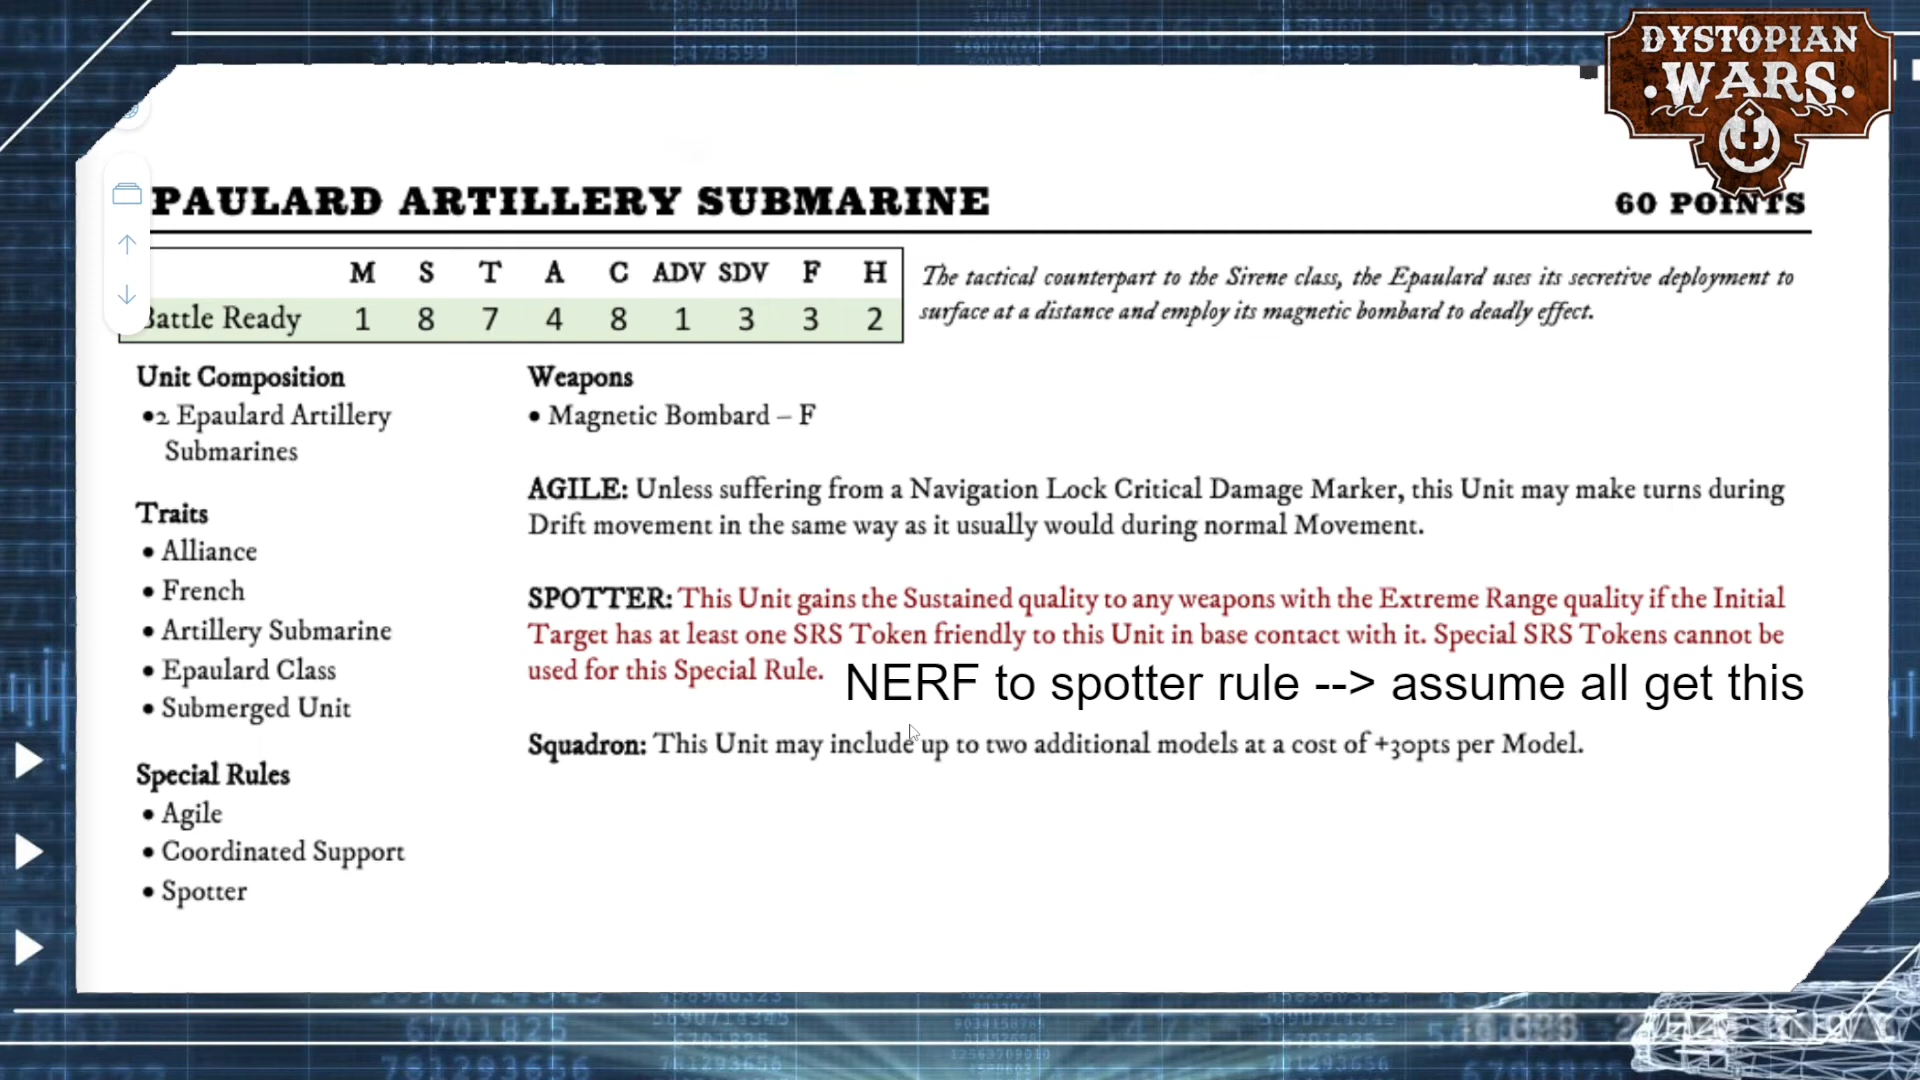 DYSTOPIAN
WARS
PAULARD ARTILLERY SUBMARINE
60 POINTS
M S T A C ADV SDV F H
Battle Ready 1 8 7 4 8 1 3 3 2
The tactical counterpart to the Sirene class, the Epaulard uses its secretive deployment to
surface at a distance and employ its magnetic bombard to deadly effect.
Unit Composition
•2 Epaulard Artillery
Submarines
Traits
• Alliance
• French
• Artillery Submarine
• Epaulard Class
• Submerged Unit
Special Rules
• Agile
• Coordinated Support
• Spotter
Weapons
• Magnetic Bombard – F
AGILE: Unless suffering from a Navigation Lock Critical Damage Marker, this Unit may make turns during
Drift movement in the same way as it usually would during normal Movement.
SPOTTER: This Unit gains the Sustained quality to any weapons with the Extreme Range quality if the Initial
Target has at least one SRS Token friendly to this Unit in base contact with it. Special SRS Tokens cannot be
used for this Special Rule.
NERF to spotter rule --> assume all get this
Squadron: This Unit may include up to two additional models at a cost of +30pts per Model.
6701825
781293656